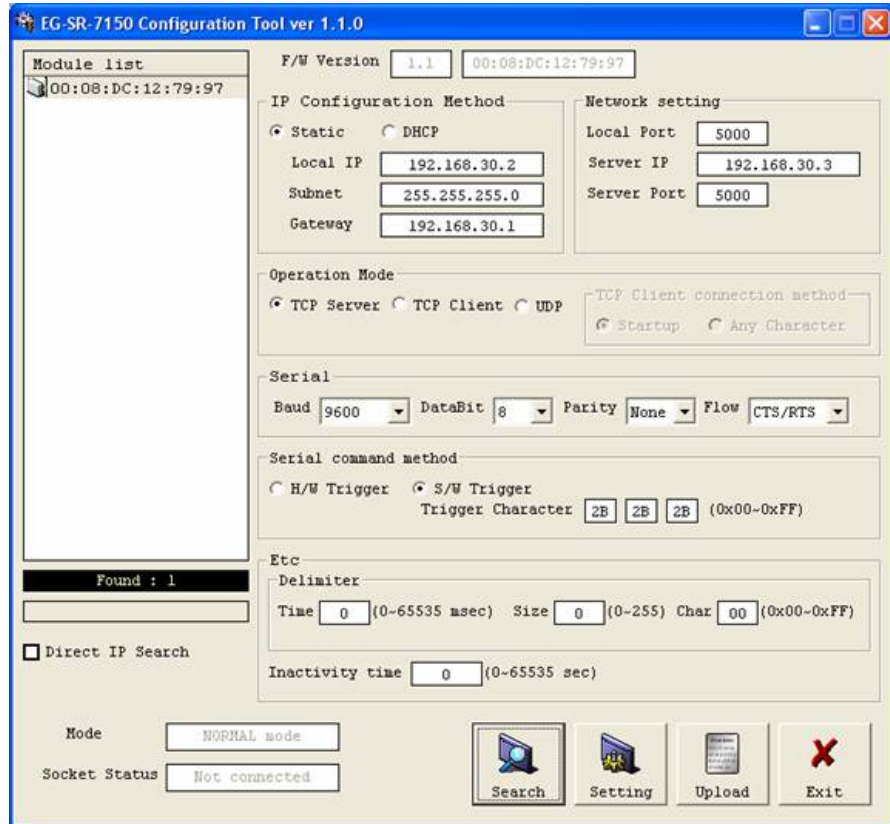 EG-SR-7150 Configuration Tool ver 1.1.0
Module list
00:08:DC:12:79:97
Found : 1
Direct IP Search
F/W Version 1.1 00:08:DC:12:79:97
IP Configuration Method
Static DHCP
Local IP 192.168.30.2
Subnet 255.255.255.0
Gateway 192.168.30.1
Network setting
Local Port 5000
Server IP 192.168.30.3
Server Port 5000
Operation Mode
TCP Server TCP Client UDP
TCP Client connection method
Startup Any Character
Serial
Baud 9600 DataBit 8 Parity None Flow CTS/RTS
Serial command method
H/W Trigger S/W Trigger
Trigger Character 2B 2B 2B (0x00~0xFF)
Etc
Delimiter
Time 0 (0~65535 msec) Size 0 (0~255) Char 00 (0x00~0xFF)
Inactivity time 0 (0~65535 sec)
Mode NORMAL mode
Socket Status Not connected
Search Setting Upload Exit